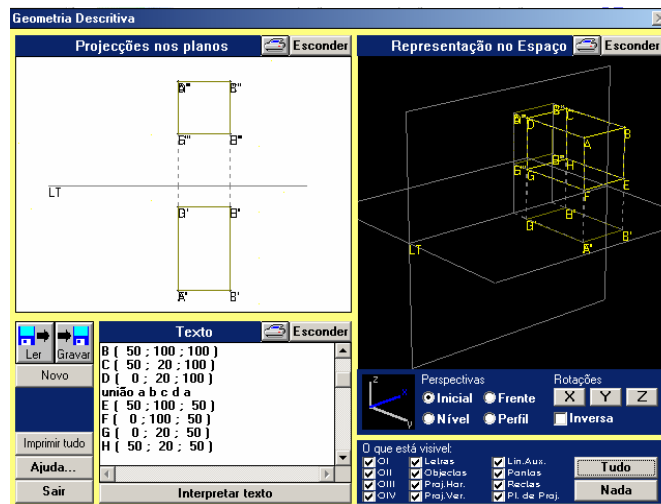 Geometria Descritiva
Projecções nos planos
Esconder
LT
G'
B'
A'
B'
Representação no Espaço
Esconder
D
C
B
A
H
G
E
F
B'
G'
B'
A'
LT
Ler
Gravar
Novo
Imprimir tudo
Ajuda...
Sair
Texto
Esconder
B ( 50 ; 100 ; 100 )
C ( 50 ; 20 ; 100 )
D ( 0 ; 20 ; 100 )
união a b c d a
E ( 50 ; 100 ; 50 )
F ( 0 ; 100 ; 50 )
G ( 0 ; 20 ; 50 )
H ( 50 ; 20 ; 50 )
Interpretar texto
z
x
y
Perspectivas
Inicial
Frente
Nível
Perfil
Rotações
X Y Z
Inversa
O que está visivel:
OI
Letras
Lin.Aux.
OII
Objectos
Pontos
OIII
Proj.Hor.
Rectas
OIV
Proj.Ver.
Pl. de Proj.
Tudo
Nada